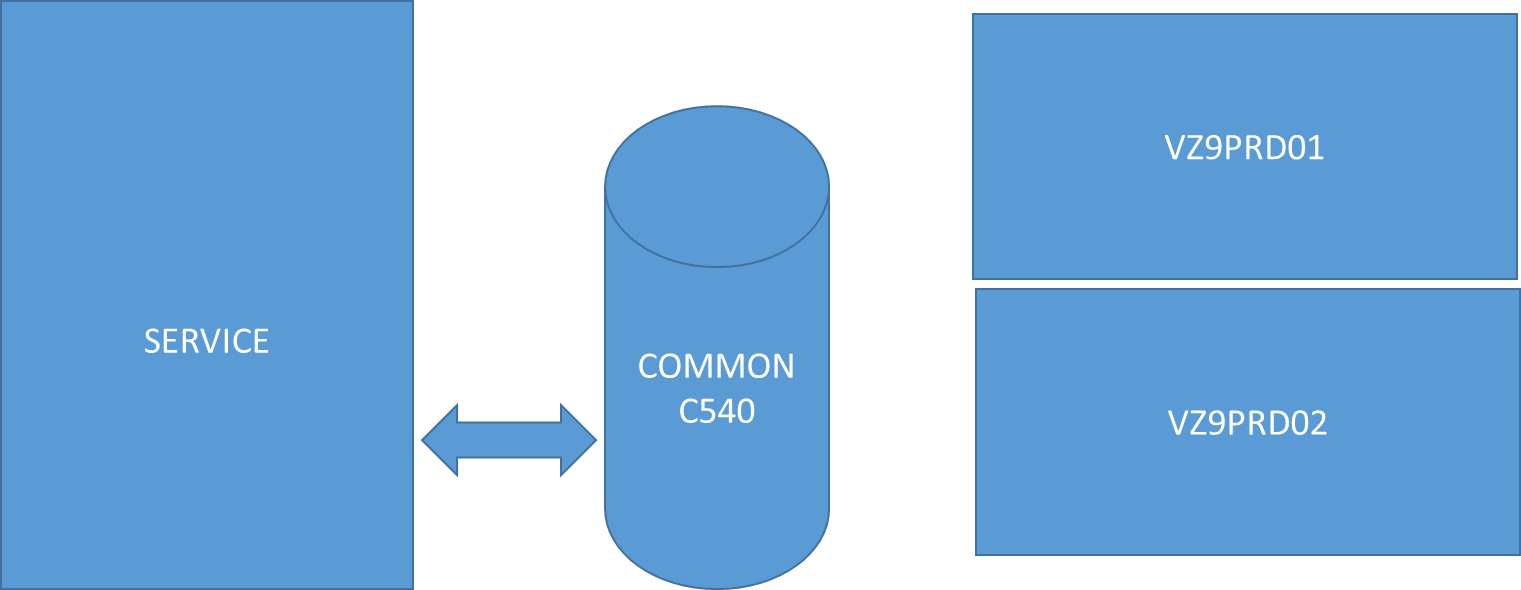 SERVICE
COMMON
C540
VZ9PRD01
VZ9PRD02